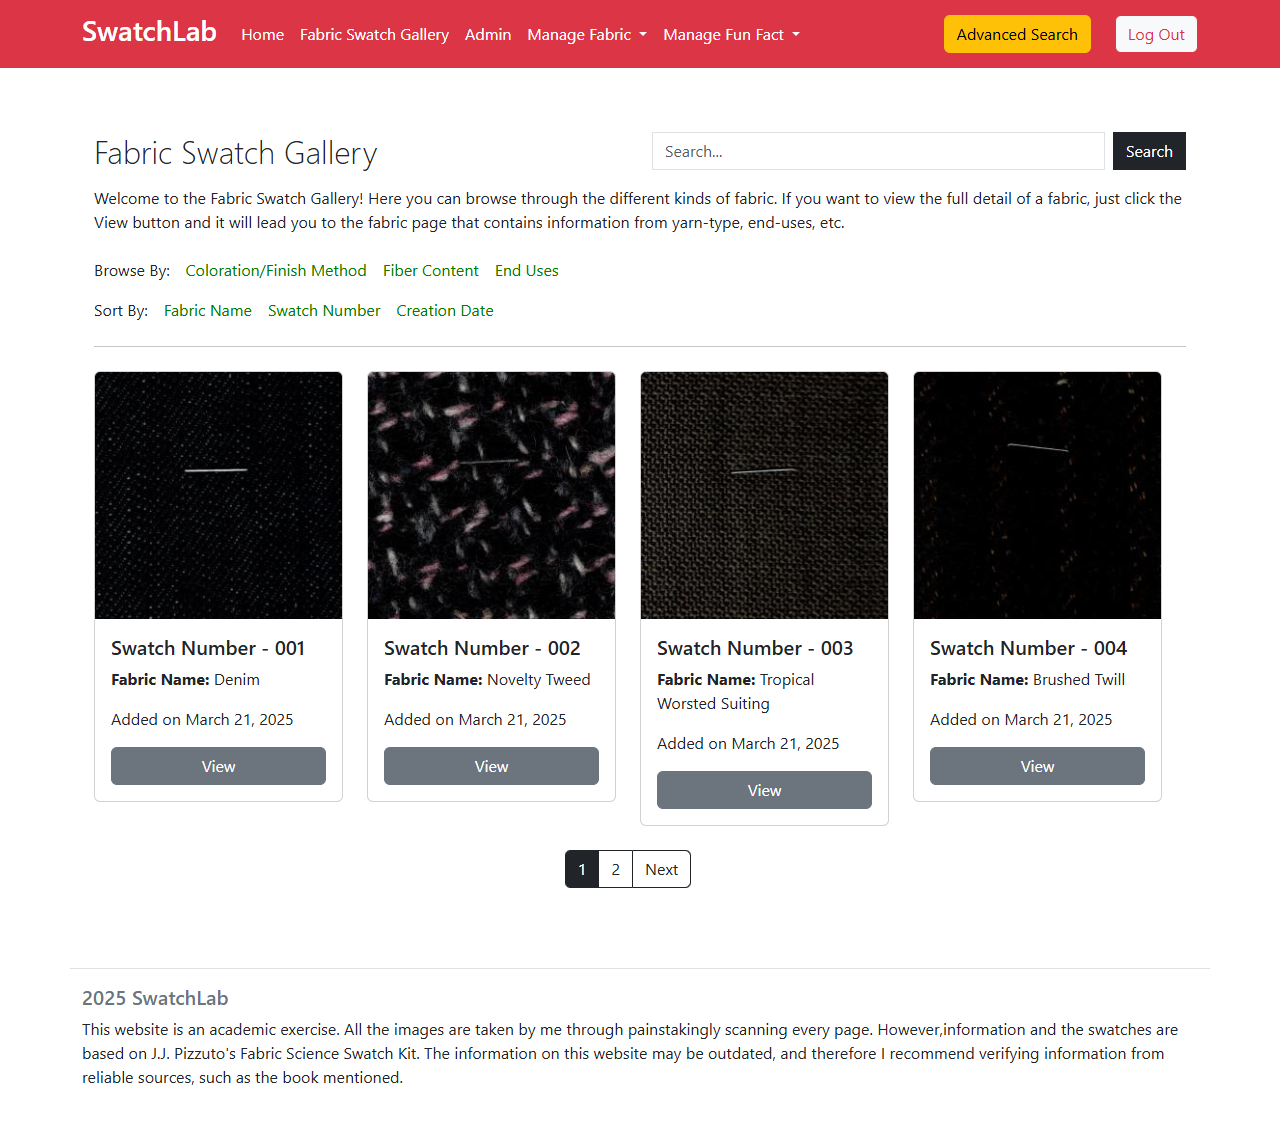 SwatchLab Home Fabric Swatch Gallery Admin Manage Fabric Manage Fun Fact Advanced Search Log Out
Fabric Swatch Gallery
Search... Search
Welcome to the Fabric Swatch Gallery! Here you can browse through the different kinds of fabric. If you want to view the full detail of a fabric, just click the
View button and it will lead you to the fabric page that contains information from yarn-type, end-uses, etc.
Browse By: Coloration/Finish Method Fiber Content End Uses
Sort By: Fabric Name Swatch Number Creation Date
Swatch Number - 001
Fabric Name: Denim
Added on March 21, 2025
View
Swatch Number - 002
Fabric Name: Novelty Tweed
Added on March 21, 2025
View
Swatch Number - 003
Fabric Name: Tropical
Worsted Suiting
Added on March 21, 2025
View
Swatch Number - 004
Fabric Name: Brushed Twill
Added on March 21, 2025
View
1 2 Next
2025 SwatchLab
This website is an academic exercise. All the images are taken by me through painstakingly scanning every page. However,information and the swatches are
based on J.J. Pizzuto's Fabric Science Swatch Kit. The information on this website may be outdated, and therefore I recommend verifying information from
reliable sources, such as the book mentioned.